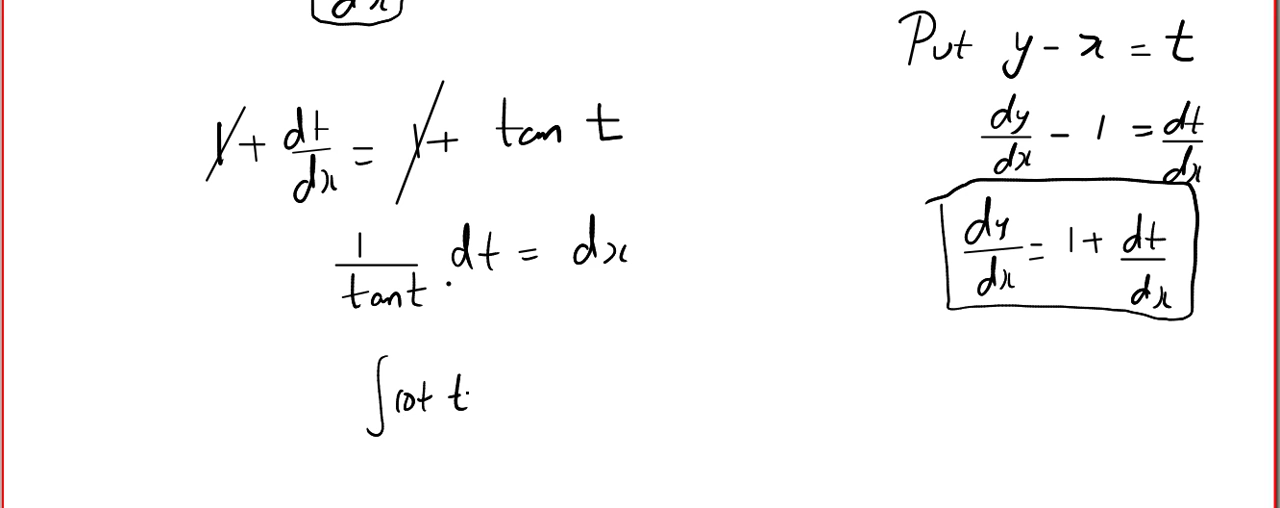 dx
Put y - x = t
dy/dx - 1 = dt/dx
dy/dx = 1 + dt/dx
1 + dt/dx = 1 + tan t
1/tan t . dt = dx
∫ cot t